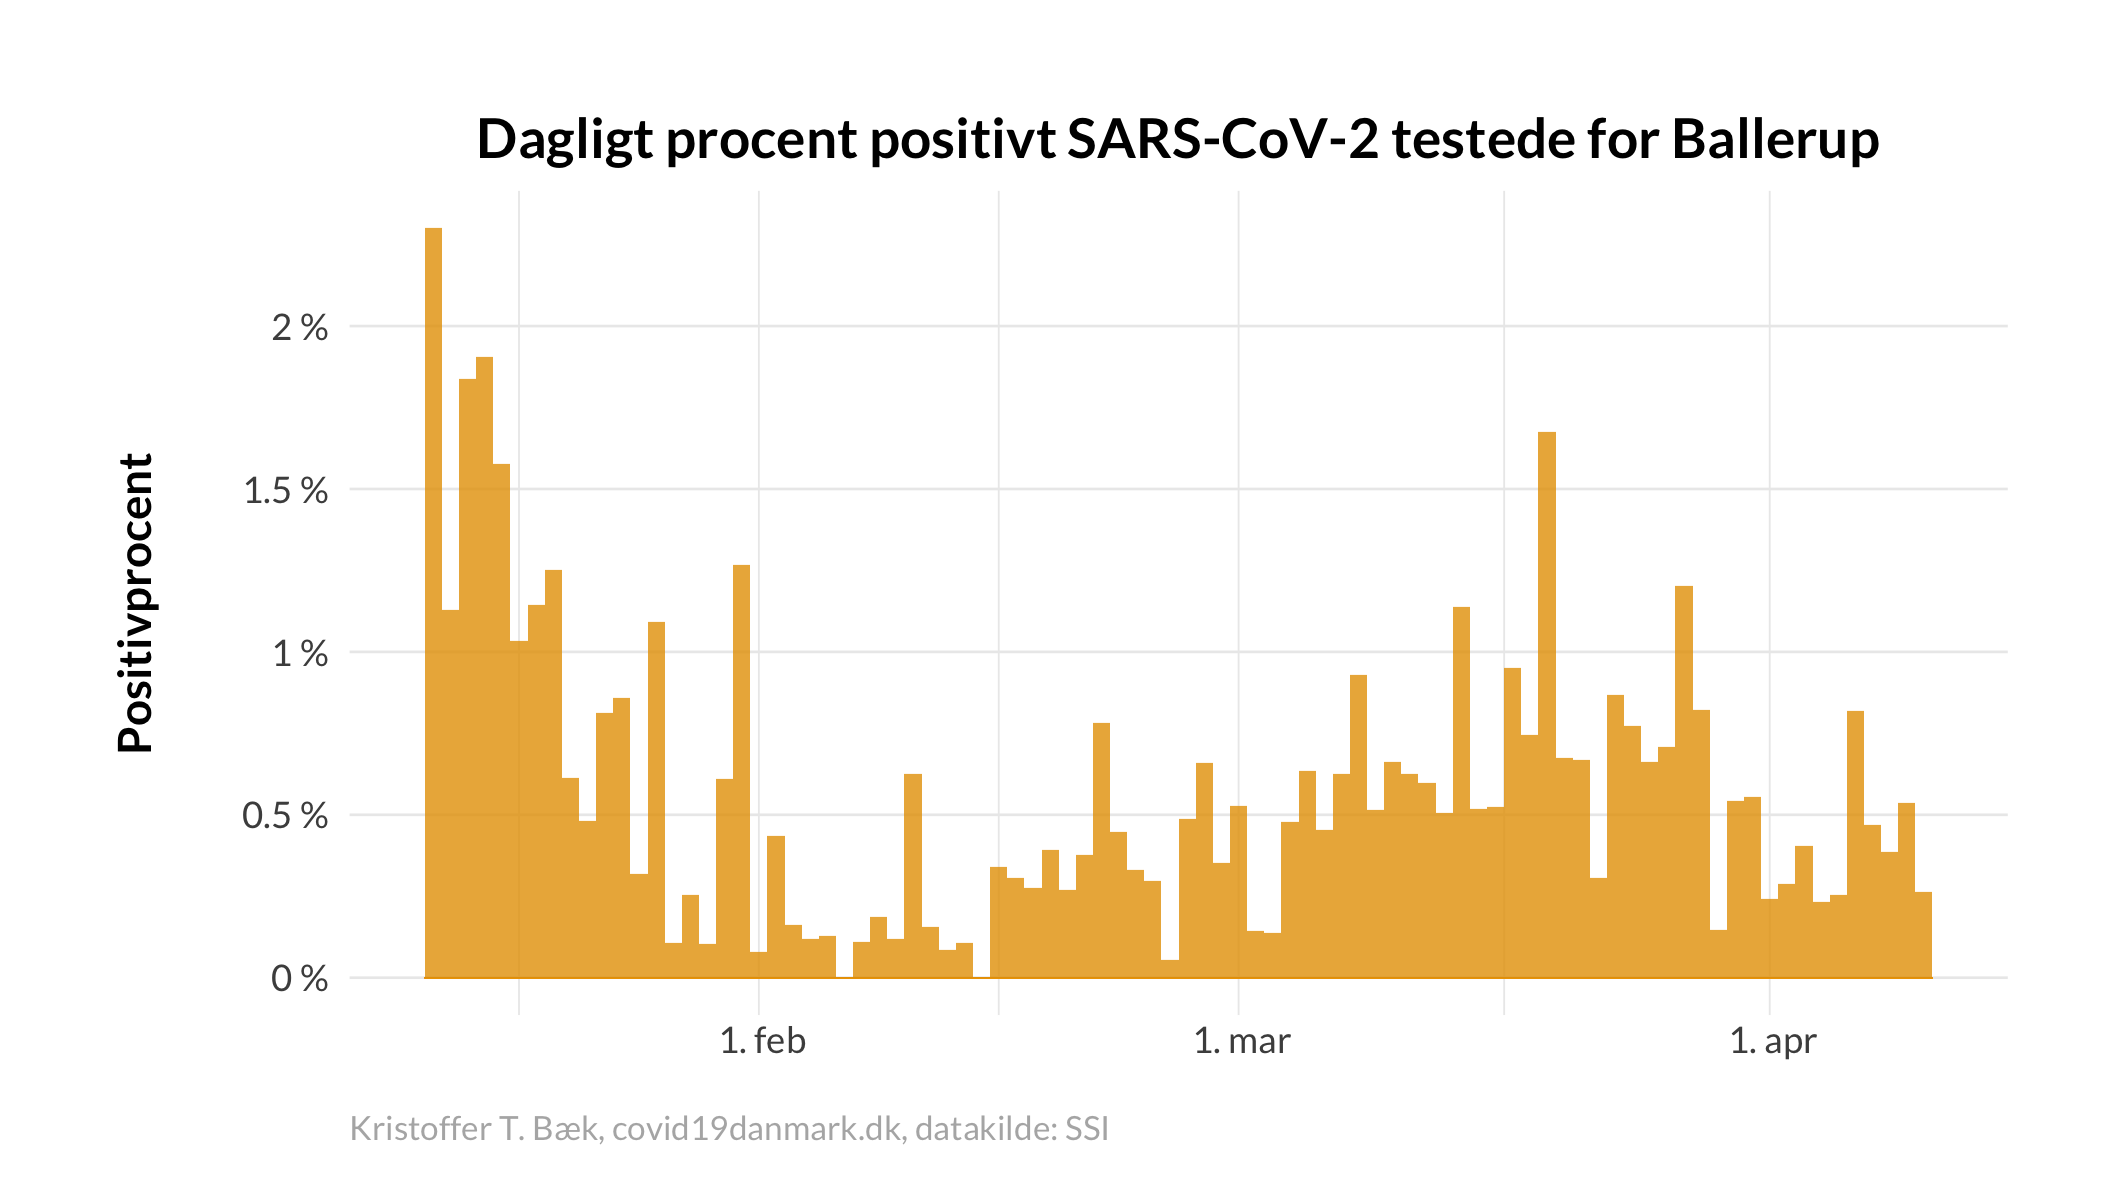 Dagligt procent positivt SARS-CoV-2 testede for Ballerup
Positivprocent
2 %
1.5 %
1 %
0.5 %
0 %
1. feb
1. mar
1. apr
Kristoffer T. Bæk, covid19danmark.dk, datakilde: SSI